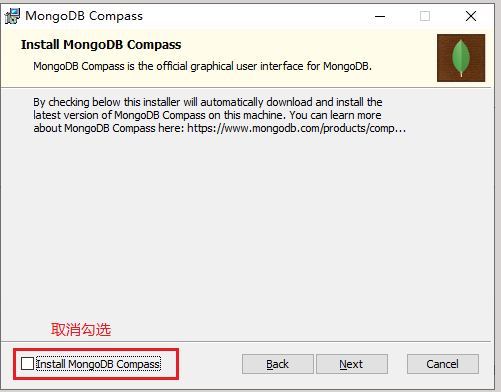 MongoDB Compass
Install MongoDB Compass
MongoDB Compass is the official graphical user interface for MongoDB.
By checking below this installer will automatically download and install the
latest version of MongoDB Compass on this machine. You can learn more
about MongoDB Compass here: https://www.mongodb.com/products/comp...
取消勾选
Install MongoDB Compass
Back
Next
Cancel